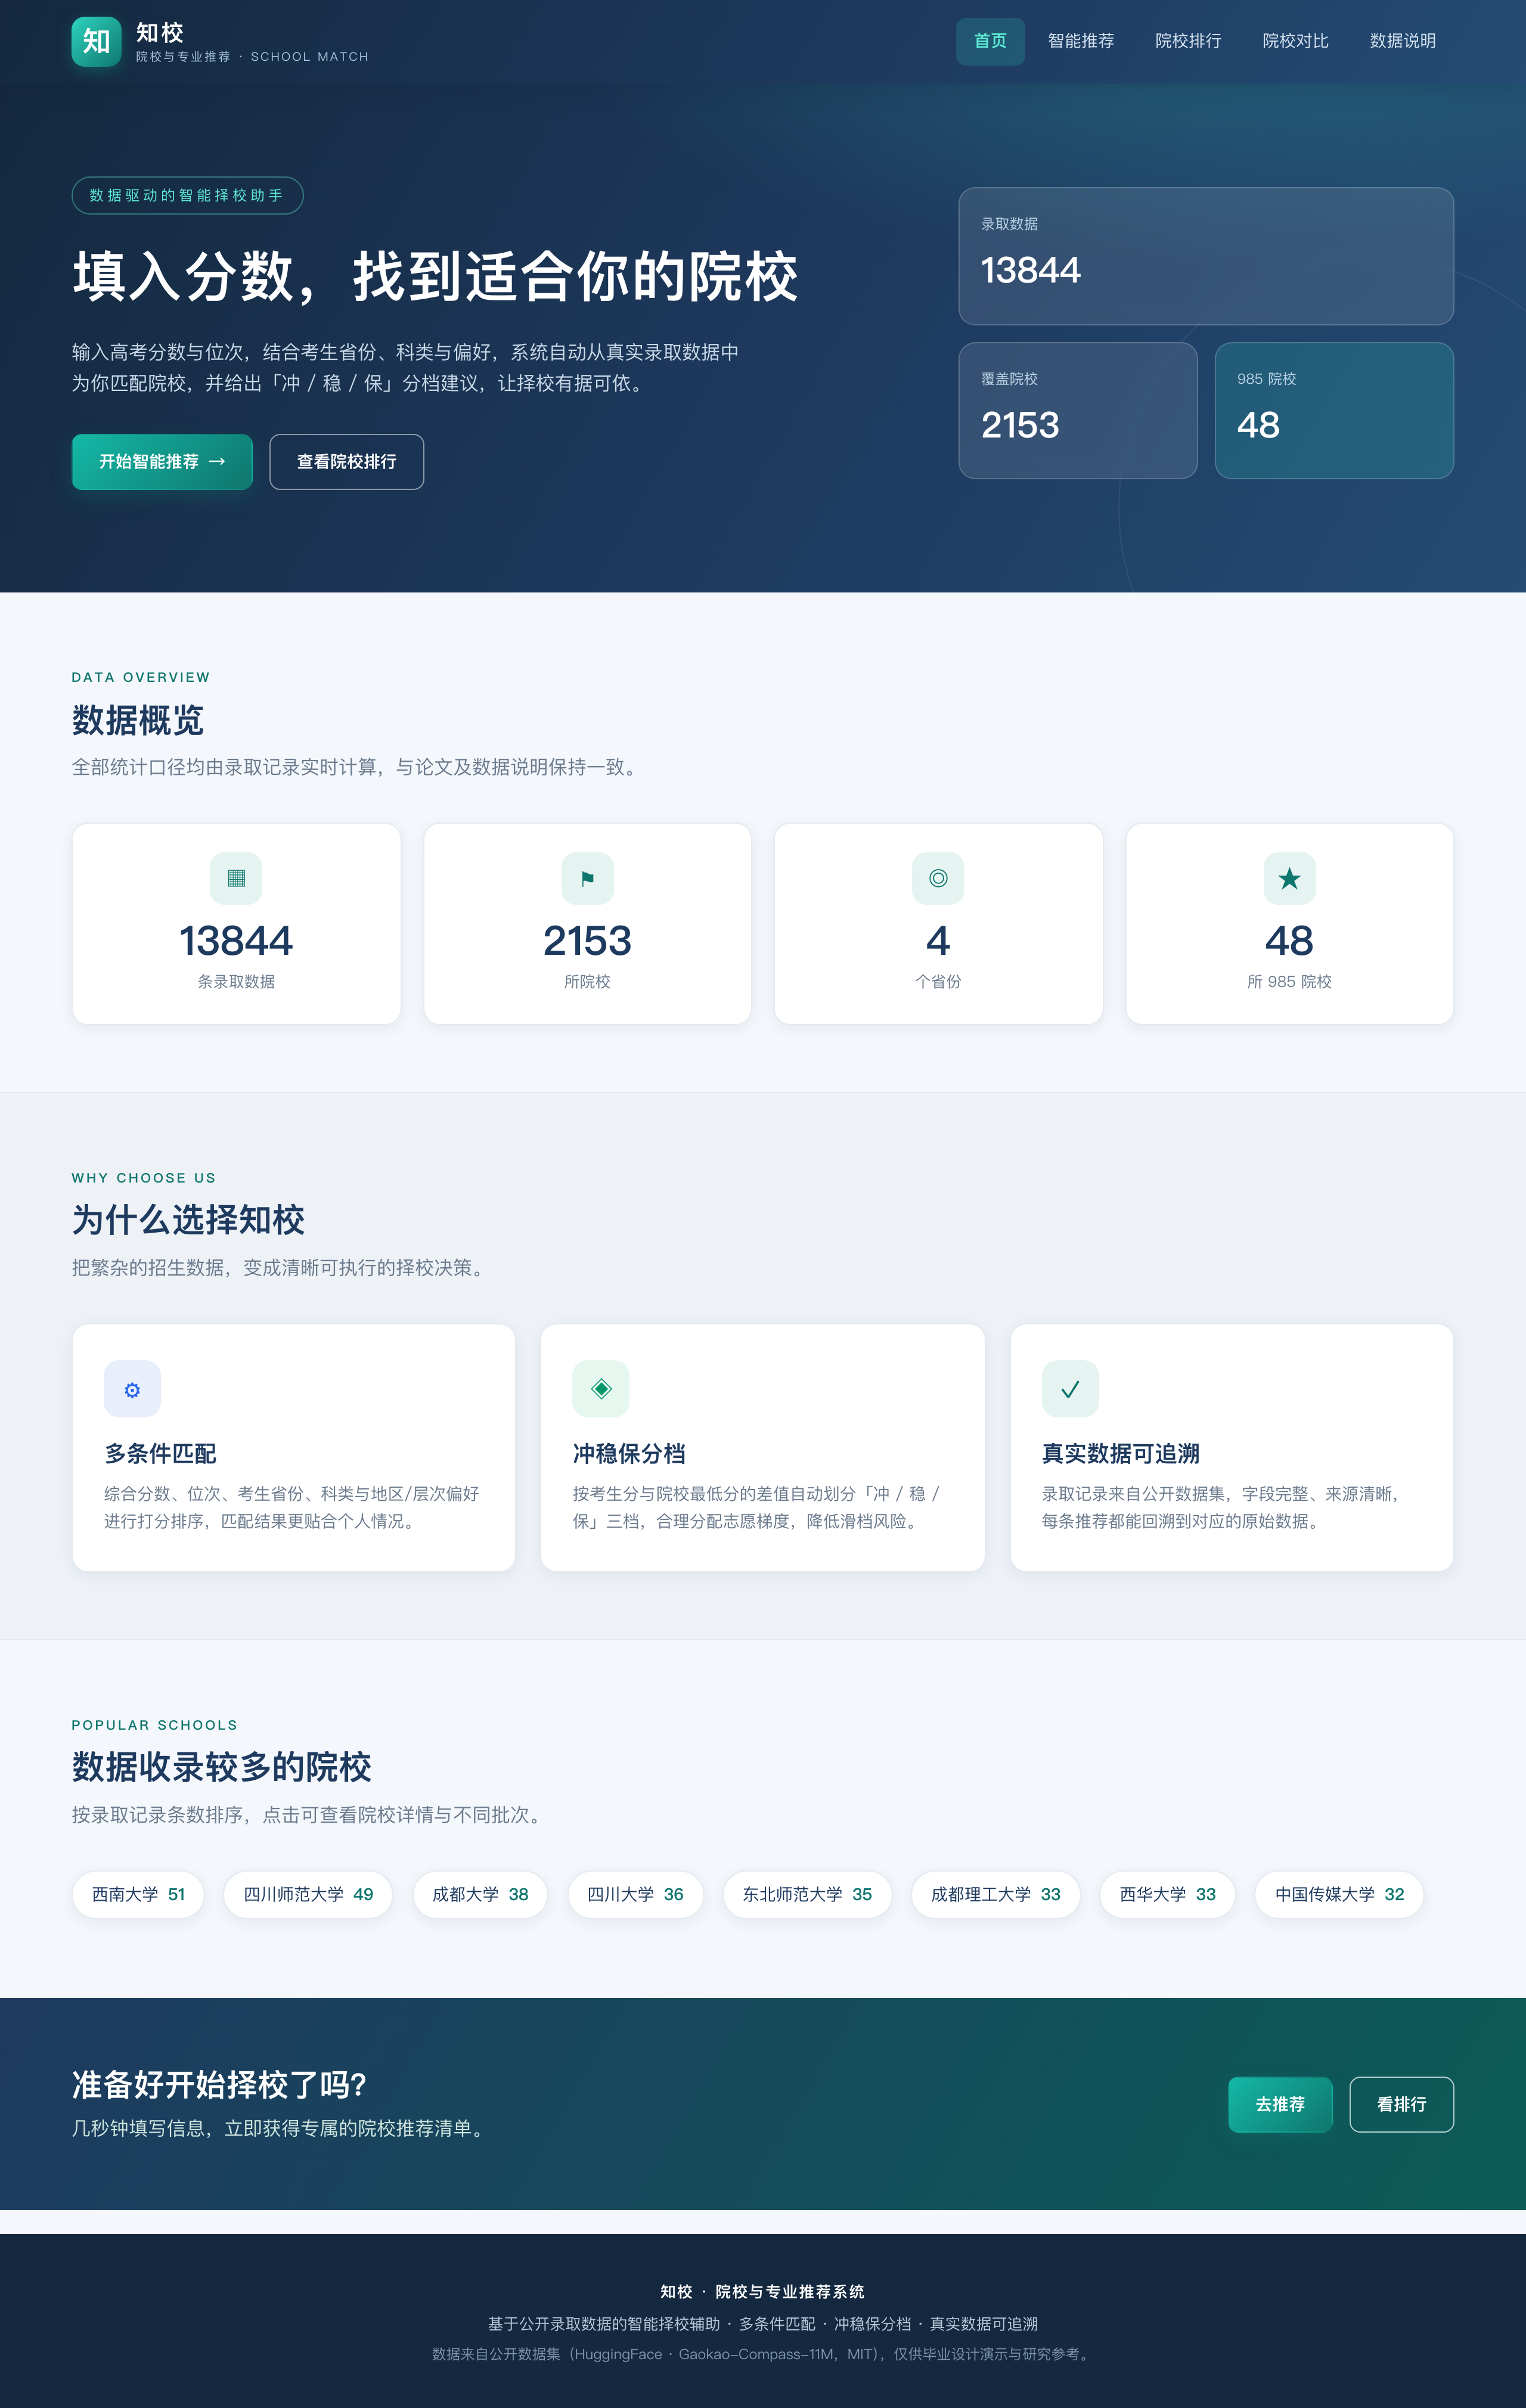 知
知校
院校与专业推荐 · SCHOOL MATCH
首页
智能推荐
院校排行
院校对比
数据说明
数据驱动的智能择校助手
填入分数，找到适合你的院校
输入高考分数与位次，结合考生省份、科类与偏好，系统自动从真实录取数据中
为你匹配院校，并给出「冲 / 稳 / 保」分档建议，让择校有据可依。
开始智能推荐 →
查看院校排行
录取数据
13844
覆盖院校
2153
985 院校
48
DATA OVERVIEW
数据概览
全部统计口径均由录取记录实时计算，与论文及数据说明保持一致。
13844
条录取数据
2153
所院校
4
个省份
48
所 985 院校
WHY CHOOSE US
为什么选择知校
把繁杂的招生数据，变成清晰可执行的择校决策。
多条件匹配
综合分数、位次、考生省份、科类与地区/层次偏好
进行打分排序，匹配结果更贴合个人情况。
冲稳保分档
按考生分与院校最低分的差值自动划分「冲 / 稳 /
保」三档，合理分配志愿梯度，降低滑档风险。
真实数据可追溯
录取记录来自公开数据集，字段完整、来源清晰，
每条推荐都能回溯到对应的原始数据。
POPULAR SCHOOLS
数据收录较多的院校
按录取记录条数排序，点击可查看院校详情与不同批次。
西南大学 51
四川师范大学 49
成都大学 38
四川大学 36
东北师范大学 35
成都理工大学 33
西华大学 33
中国传媒大学 32
准备好开始择校了吗?
几秒钟填写信息，立即获得专属的院校推荐清单。
去推荐
看排行
知校 · 院校与专业推荐系统
基于公开录取数据的智能择校辅助 · 多条件匹配 · 冲稳保分档 · 真实数据可追溯
数据来自公开数据集（HuggingFace · Gaokao-Compass-11M，MIT），仅供毕业设计演示与研究参考。